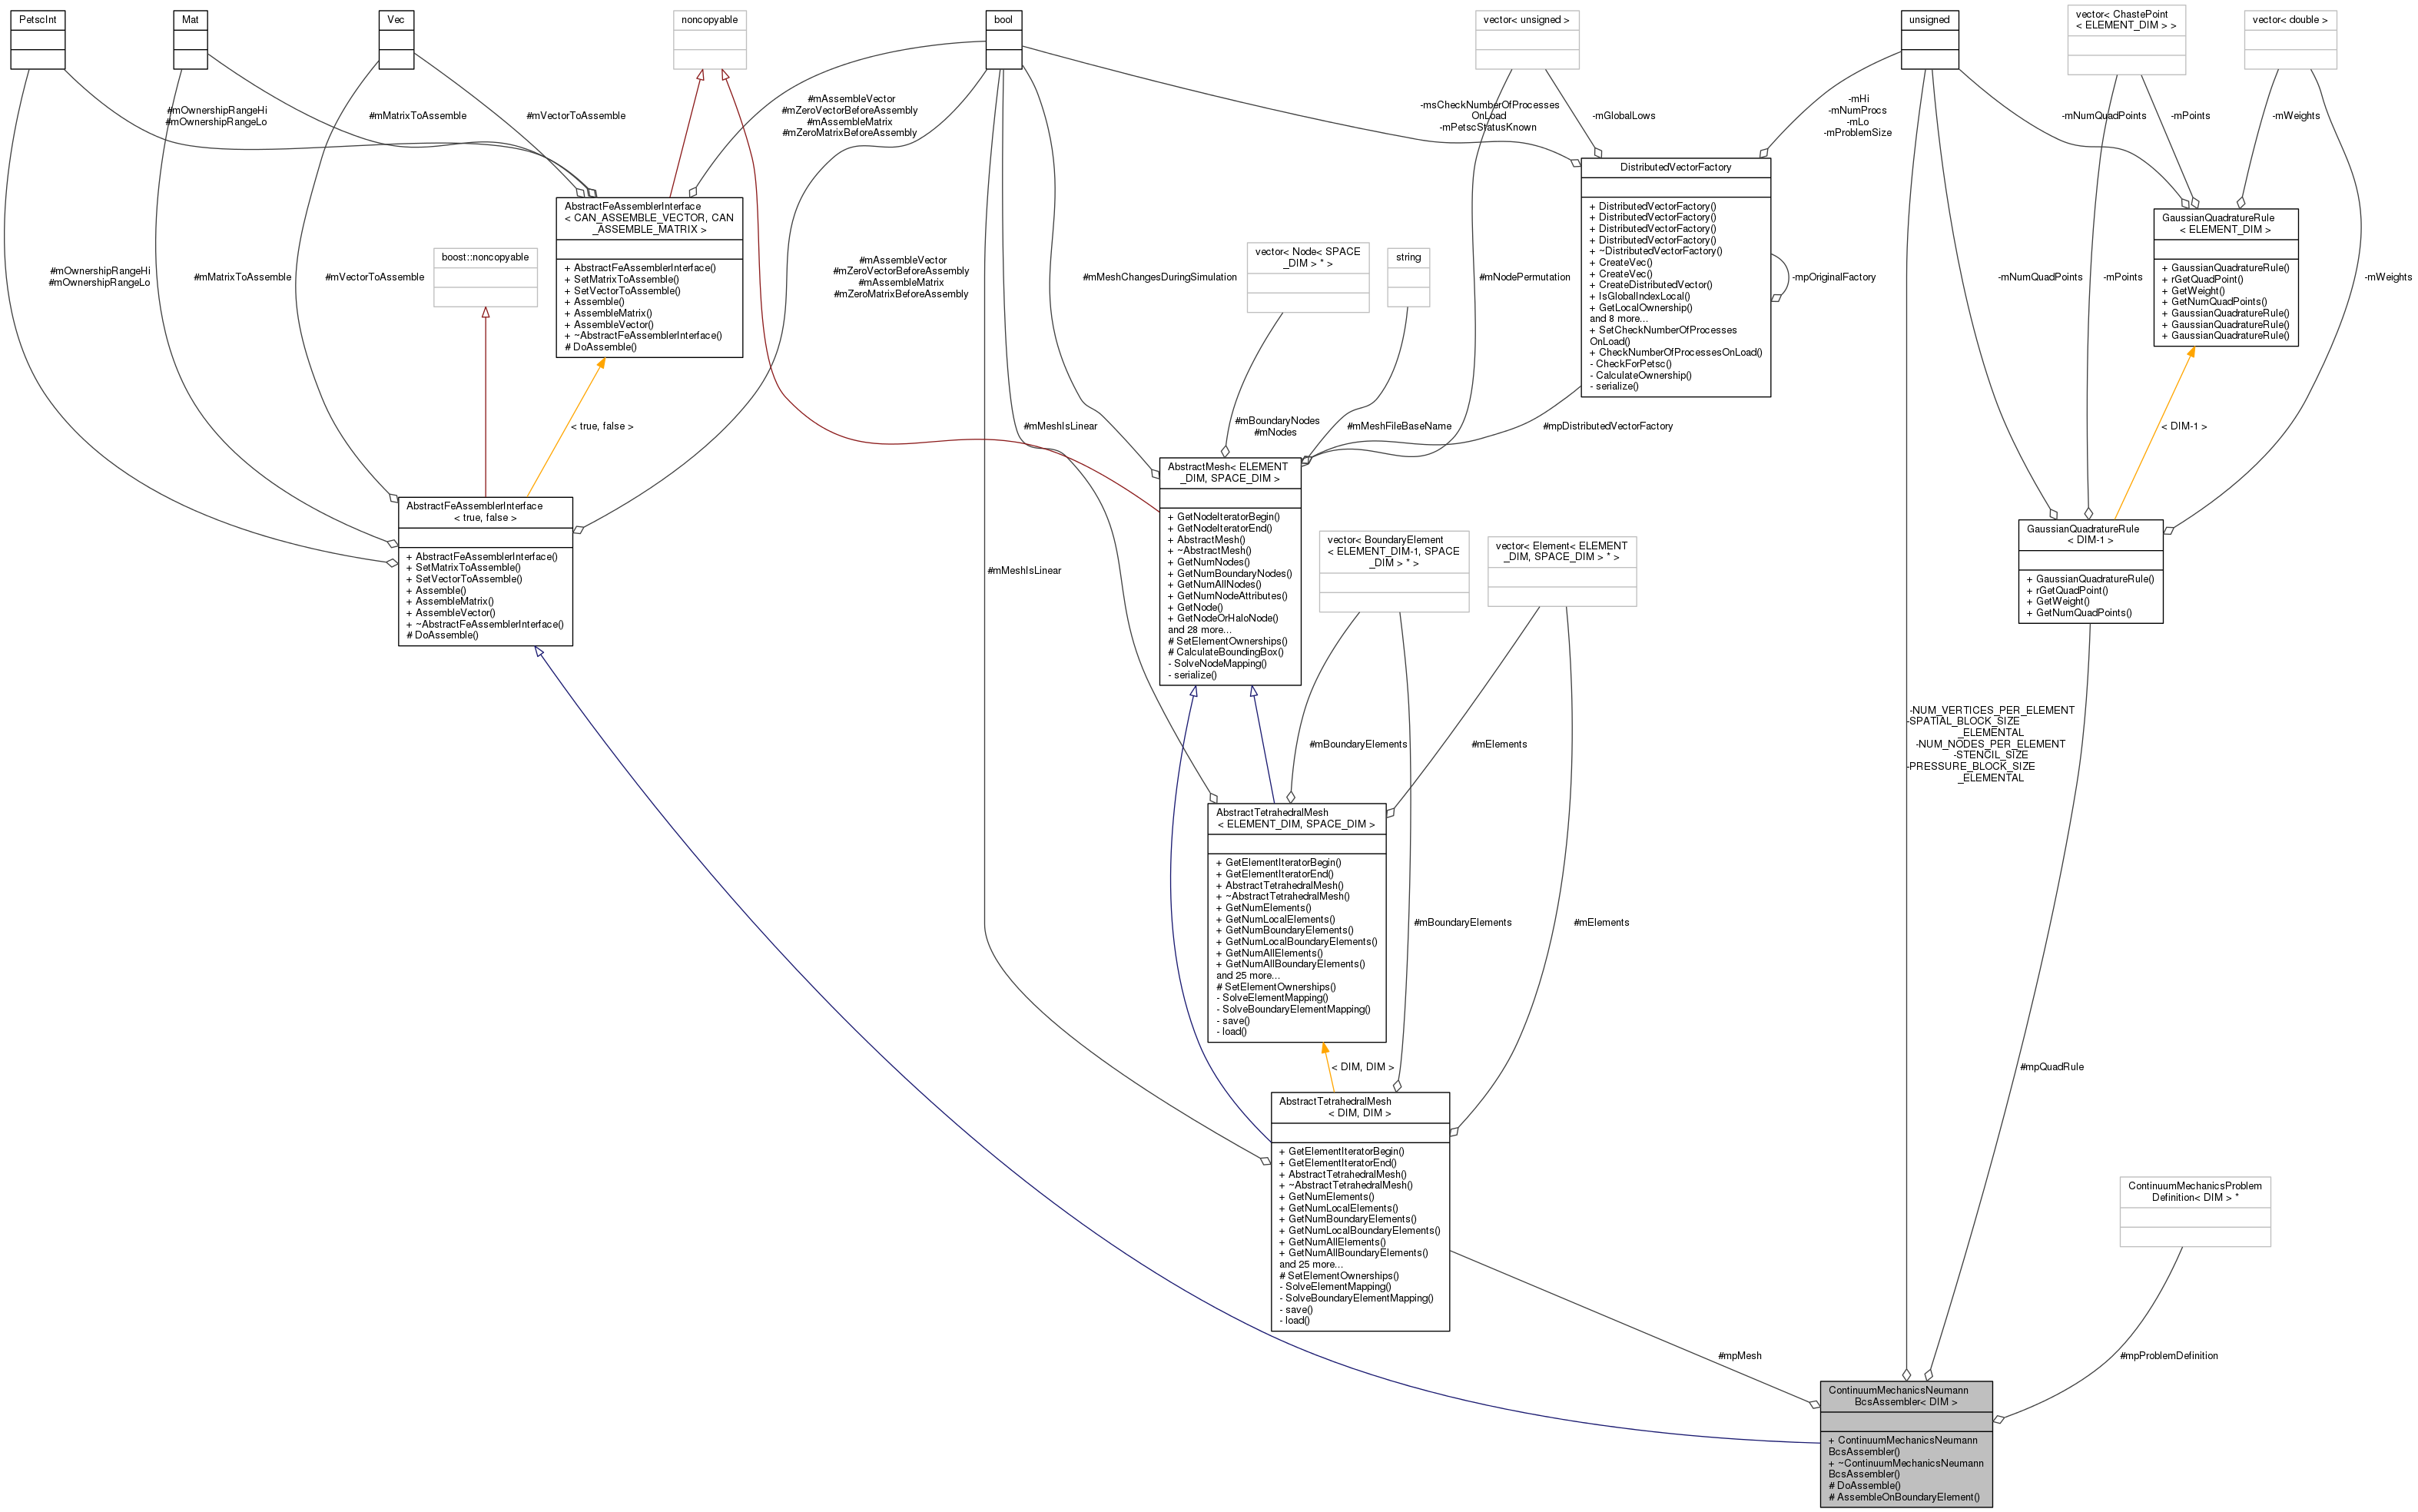 PetscInt
Mat
Vec
noncopyable
bool
vector< unsigned >
unsigned
vector< ChastePoint
< ELEMENT_DIM > >
vector< double >
#mOwnershipRangeHi
#mOwnershipRangeLo
#mMatrixToAssemble
#mVectorToAssemble
#mAssembleVector
#mZeroVectorBeforeAssembly
#mAssembleMatrix
#mZeroMatrixBeforeAssembly
-msCheckNumberOfProcesses
OnLoad
-mPetscStatusKnown
-mGlobalLows
-mHi
-mNumProcs
-mLo
-mProblemSize
-mNumQuadPoints
-mPoints
-mWeights
AbstractFeAssemblerInterface
< CAN_ASSEMBLE_VECTOR, CAN
_ASSEMBLE_MATRIX >
+ AbstractFeAssemblerInterface()
+ SetMatrixToAssemble()
+ SetVectorToAssemble()
+ Assemble()
+ AssembleMatrix()
+ AssembleVector()
+ ~AbstractFeAssemblerInterface()
# DoAssemble()
DistributedVectorFactory
+ DistributedVectorFactory()
+ DistributedVectorFactory()
+ DistributedVectorFactory()
+ DistributedVectorFactory()
+ ~DistributedVectorFactory()
+ CreateVec()
+ CreateVec()
+ CreateDistributedVector()
+ IsGlobalIndexLocal()
+ GetLocalOwnership()
and 8 more...
+ SetCheckNumberOfProcesses
OnLoad()
+ CheckNumberOfProcessesOnLoad()
- CheckForPetsc()
- CalculateOwnership()
- serialize()
-mpOriginalFactory
GaussianQuadratureRule
< ELEMENT_DIM >
+ GaussianQuadratureRule()
+ rGetQuadPoint()
+ GetWeight()
+ GetNumQuadPoints()
+ GaussianQuadratureRule()
+ GaussianQuadratureRule()
+ GaussianQuadratureRule()
#mOwnershipRangeHi
#mOwnershipRangeLo
#mMatrixToAssemble
#mVectorToAssemble
boost::noncopyable
#mAssembleVector
#mZeroVectorBeforeAssembly
#mAssembleMatrix
#mZeroMatrixBeforeAssembly
#mMeshChangesDuringSimulation
vector< Node< SPACE
_DIM > * >
string
#mNodePermutation
-mNumQuadPoints
-mPoints
-mWeights
< true, false >
#mMeshIsLinear
#mBoundaryNodes
#mNodes
#mMeshFileBaseName
#mpDistributedVectorFactory
< DIM-1 >
AbstractFeAssemblerInterface
< true, false >
+ AbstractFeAssemblerInterface()
+ SetMatrixToAssemble()
+ SetVectorToAssemble()
+ Assemble()
+ AssembleMatrix()
+ AssembleVector()
+ ~AbstractFeAssemblerInterface()
# DoAssemble()
#mMeshIsLinear
AbstractMesh< ELEMENT
_DIM, SPACE_DIM >
+ GetNodeIteratorBegin()
+ GetNodeIteratorEnd()
+ AbstractMesh()
+ ~AbstractMesh()
+ GetNumNodes()
+ GetNumBoundaryNodes()
+ GetNumAllNodes()
+ GetNumNodeAttributes()
+ GetNode()
+ GetNodeOrHaloNode()
and 28 more...
# SetElementOwnerships()
# CalculateBoundingBox()
- SolveNodeMapping()
- serialize()
vector< BoundaryElement
< ELEMENT_DIM-1, SPACE
_DIM > * >
vector< Element< ELEMENT
_DIM, SPACE_DIM > * >
GaussianQuadratureRule
< DIM-1 >
+ GaussianQuadratureRule()
+ rGetQuadPoint()
+ GetWeight()
+ GetNumQuadPoints()
#mBoundaryElements
#mElements
-NUM_VERTICES_PER_ELEMENT
-SPATIAL_BLOCK_SIZE
_ELEMENTAL
-NUM_NODES_PER_ELEMENT
-STENCIL_SIZE
-PRESSURE_BLOCK_SIZE
_ELEMENTAL
AbstractTetrahedralMesh
< ELEMENT_DIM, SPACE_DIM >
+ GetElementIteratorBegin()
+ GetElementIteratorEnd()
+ AbstractTetrahedralMesh()
+ ~AbstractTetrahedralMesh()
+ GetNumElements()
+ GetNumLocalElements()
+ GetNumBoundaryElements()
+ GetNumLocalBoundaryElements()
+ GetNumAllElements()
+ GetNumAllBoundaryElements()
and 25 more...
# SetElementOwnerships()
- SolveElementMapping()
- SolveBoundaryElementMapping()
- save()
- load()
#mBoundaryElements
#mElements
< DIM, DIM >
#mpQuadRule
AbstractTetrahedralMesh
< DIM, DIM >
+ GetElementIteratorBegin()
+ GetElementIteratorEnd()
+ AbstractTetrahedralMesh()
+ ~AbstractTetrahedralMesh()
+ GetNumElements()
+ GetNumLocalElements()
+ GetNumBoundaryElements()
+ GetNumLocalBoundaryElements()
+ GetNumAllElements()
+ GetNumAllBoundaryElements()
and 25 more...
# SetElementOwnerships()
- SolveElementMapping()
- SolveBoundaryElementMapping()
- save()
- load()
ContinuumMechanicsProblem
Definition< DIM > *
#mpMesh
#mpProblemDefinition
ContinuumMechanicsNeumann
BcsAssembler< DIM >
+ ContinuumMechanicsNeumann
BcsAssembler()
+ ~ContinuumMechanicsNeumann
BcsAssembler()
# DoAssemble()
# AssembleOnBoundaryElement()